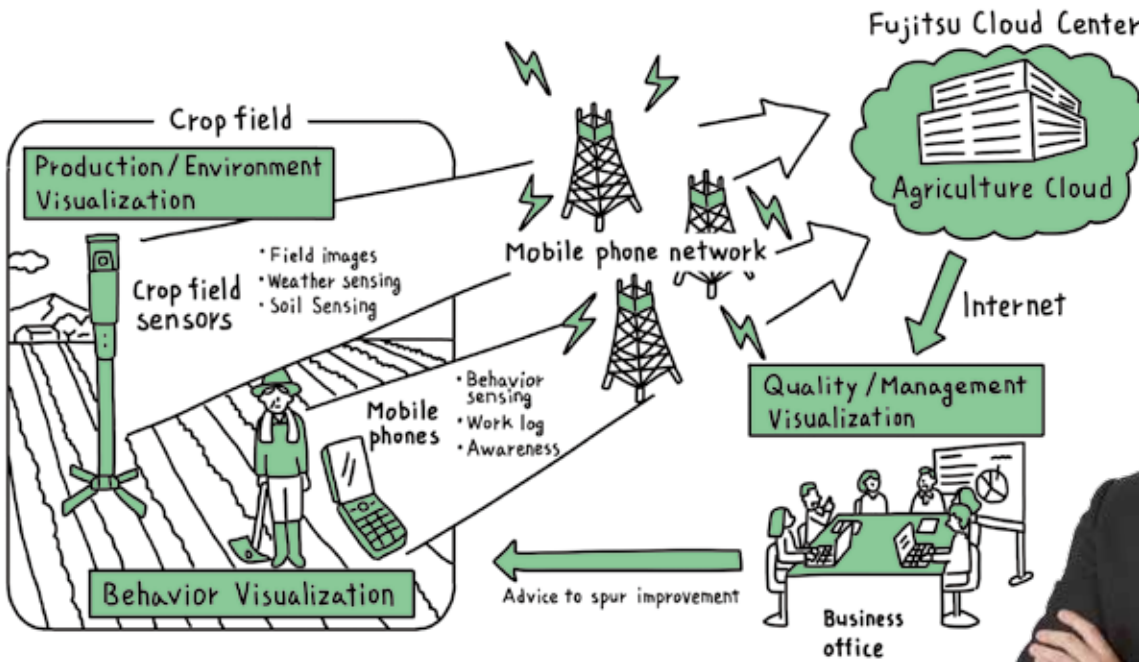 Fujitsu Cloud Center
Agriculture Cloud
Crop field
Production/Environment
Visualization
Crop field
sensors
• Field images
• Weather sensing
• Soil Sensing
Mobile phone network
Mobile
phones
• Behavior
sensing
• Work log
• Awareness
Behavior Visualization
Internet
Quality/Management
Visualization
Business
office
Advice to spur improvement